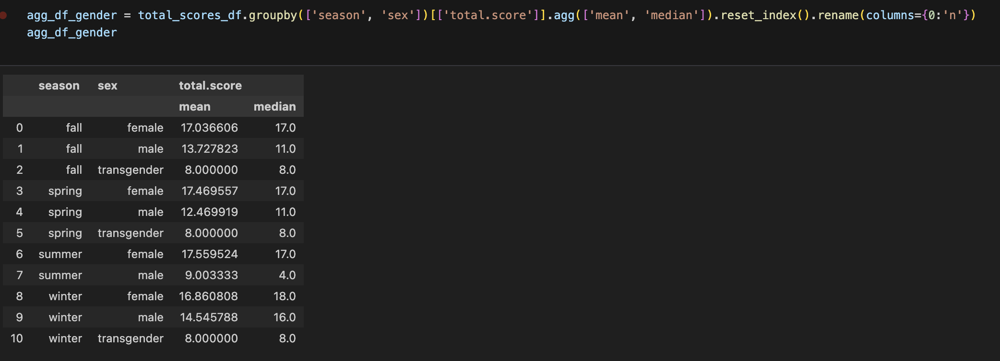 agg_df_gender = total_scores_df.groupby(['season', 'sex'])[['total.score']].agg(['mean', 'median']).reset_index().rename(columns={0:'n'})
agg_df_gender
season sex total.score
mean median
0 fall female 17.036606 17.0
1 fall male 13.727823 11.0
2 fall transgender 8.000000 8.0
3 spring female 17.469557 17.0
4 spring male 12.469919 11.0
5 spring transgender 8.000000 8.0
6 summer female 17.559524 17.0
7 summer male 9.003333 4.0
8 winter female 16.860808 18.0
9 winter male 14.545788 16.0
10 winter transgender 8.000000 8.0